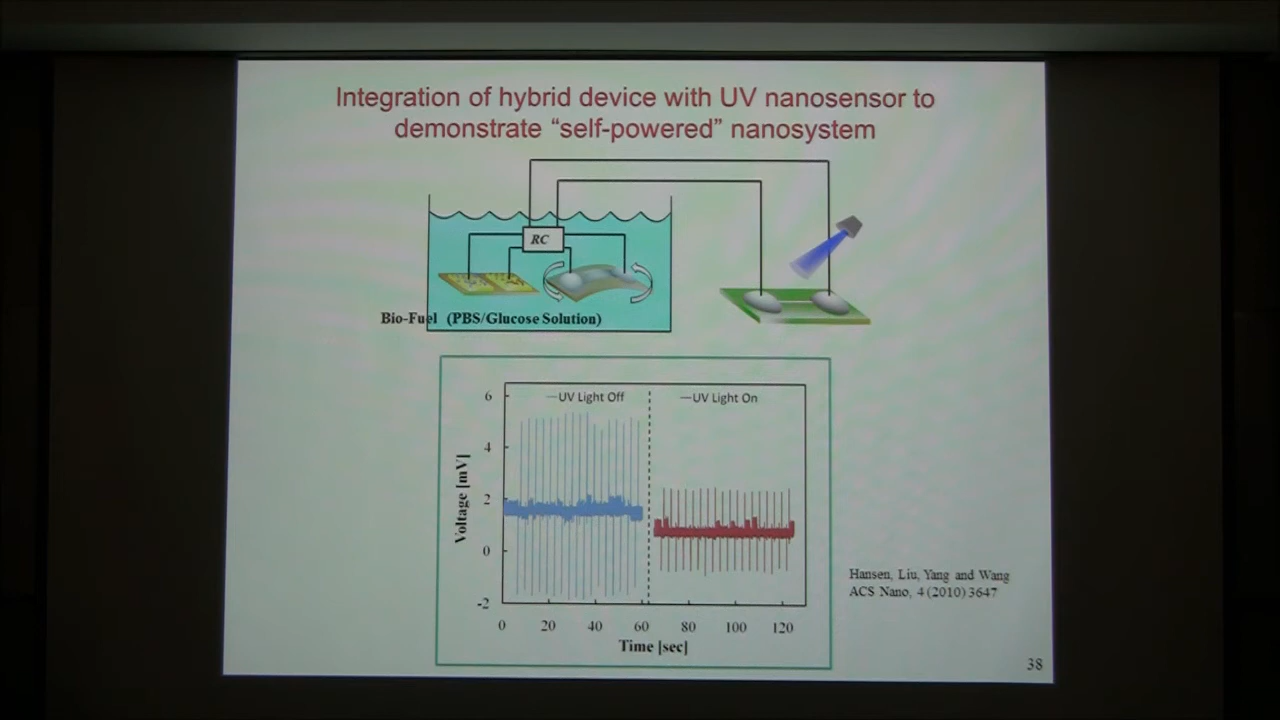 Integration of hybrid device with UV nanosensor to
demonstrate “self-powered” nanosystem
RC
Bio-Fuel (PBS/Glucose Solution)
UV Light Off
UV Light On
6
4
2
0
-2
Voltage [mV]
0 20 40 60 80 100 120
Time [sec]
Hansen, Liu, Yang and Wang
ACS Nano, 4 (2010) 3647
38